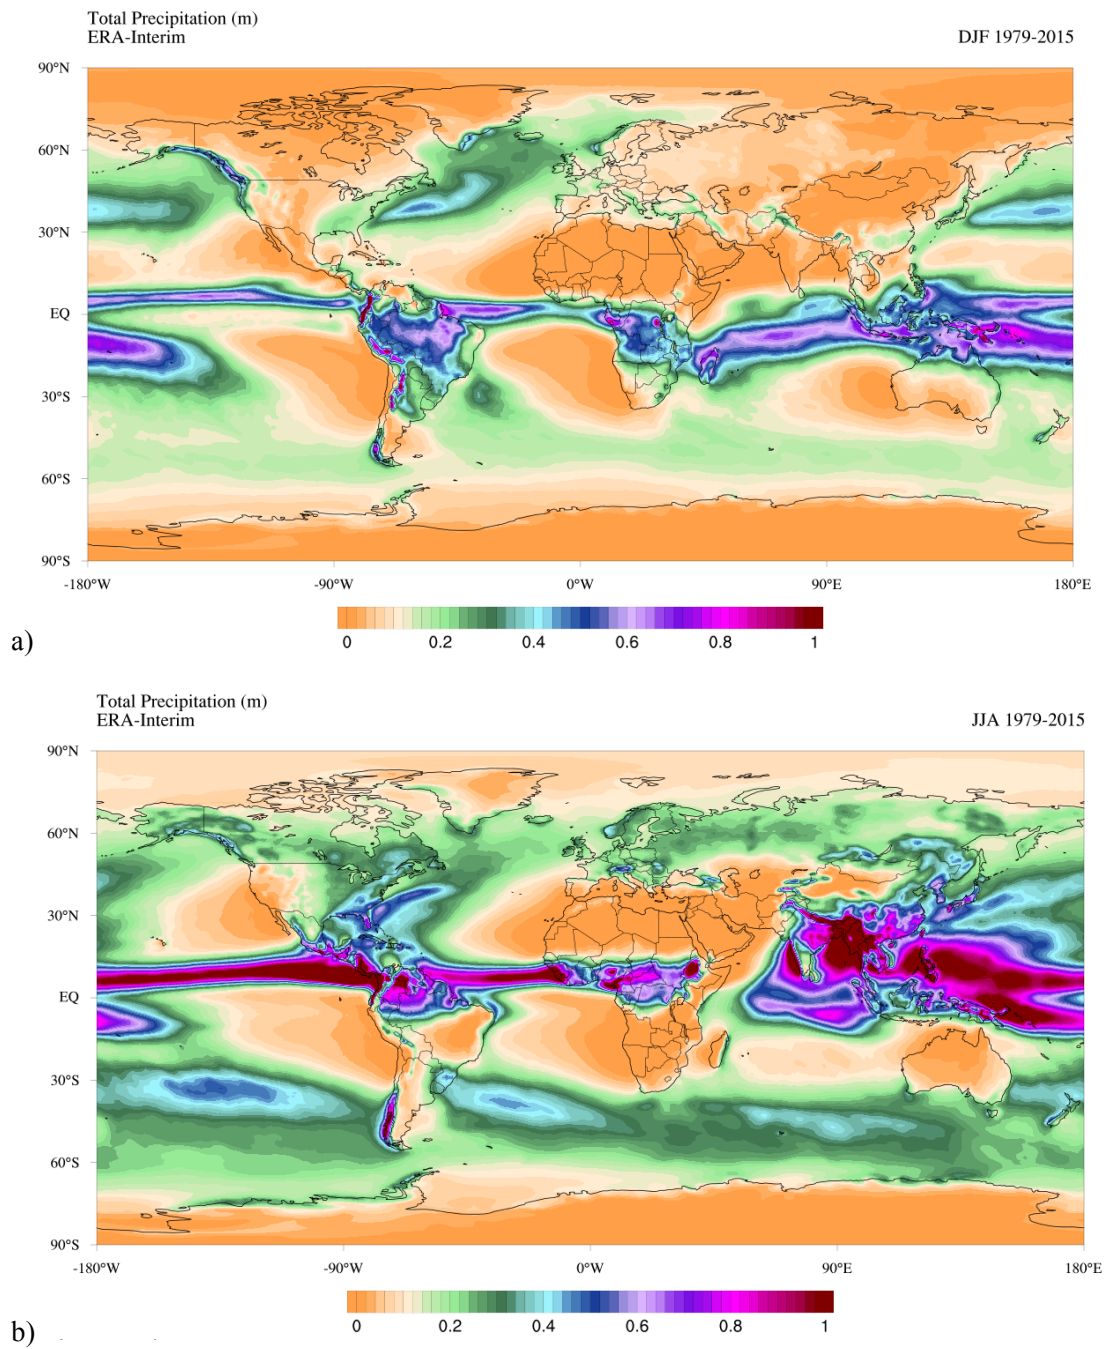 Total Precipitation (m)
ERA-Interim
DJF 1979-2015
90°N
60°N
30°N
EQ
30°S
60°S
90°S
-180°W
-90°W
0°W
90°E
180°E
0
0.2
0.4
0.6
0.8
1
a)
Total Precipitation (m)
ERA-Interim
JJA 1979-2015
90°N
60°N
30°N
EQ
30°S
60°S
90°S
-180°W
-90°W
0°W
90°E
180°E
0
0.2
0.4
0.6
0.8
1
b)